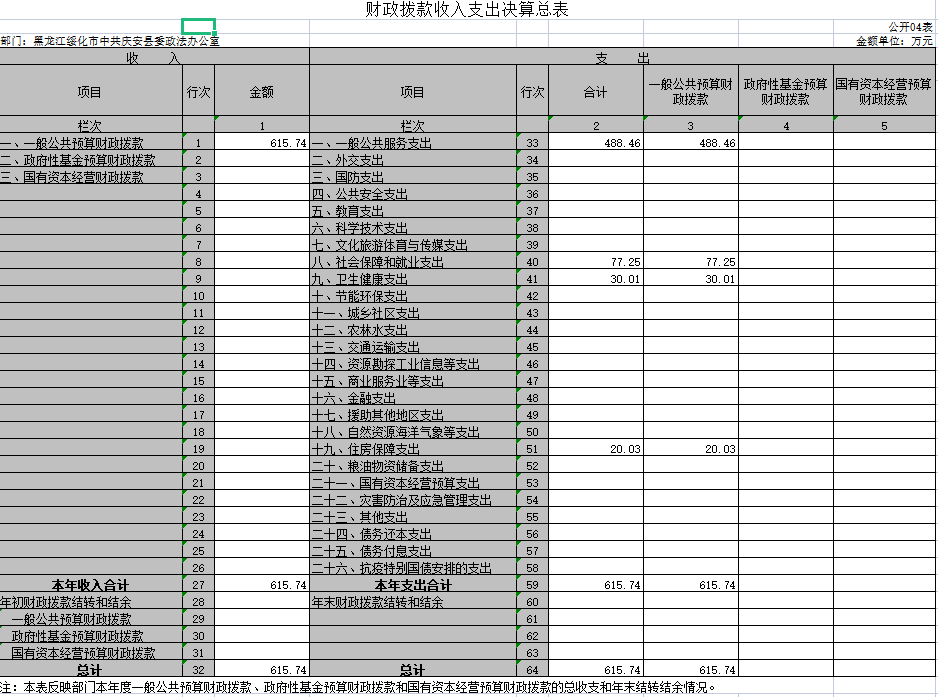 财政拨款收入支出决算总表
公开04表
部门：黑龙江绥化市中共庆安县委政法办公室 金额单位：万元
收 入 支 出
项目 行次 金额 项目 行次 合计 一般公共预算财政拨款 政府性基金预算财政拨款 国有资本经营预算财政拨款
栏次 1 栏次 2 3 4 5
一、一般公共预算财政拨款 1 615.74 一、一般公共服务支出 33 488.46 488.46
二、政府性基金预算财政拨款 2 二、外交支出 34
三、国有资本经营财政拨款 3 三、国防支出 35
4 四、公共安全支出 36
5 五、教育支出 37
6 六、科学技术支出 38
7 七、文化旅游体育与传媒支出 39
8 八、社会保障和就业支出 40 77.25 77.25
9 九、卫生健康支出 41 30.01 30.01
10 十、节能环保支出 42
11 十一、城乡社区支出 43
12 十二、农林水支出 44
13 十三、交通运输支出 45
14 十四、资源勘探工业信息等支出 46
15 十五、商业服务业等支出 47
16 十六、金融支出 48
17 十七、援助其他地区支出 49
18 十八、自然资源海洋气象等支出 50
19 十九、住房保障支出 51 20.03 20.03
20 二十、粮油物资储备支出 52
21 二十一、国有资本经营预算支出 53
22 二十二、灾害防治及应急管理支出 54
23 二十三、其他支出 55
24 二十四、债务还本支出 56
25 二十五、债务付息支出 57
26 二十六、抗疫特别国债安排的支出 58
本年收入合计 27 615.74 本年支出合计 59 615.74 615.74
年初财政拨款结转和结余 28 年末财政拨款结转和结余 60
一般公共预算财政拨款 29 61
政府性基金预算财政拨款 30 62
国有资本经营预算财政拨款 31 63
总计 32 615.74 总计 64 615.74 615.74
注：本表反映部门本年度一般公共预算财政拨款、政府性基金预算财政拨款和国有资本经营预算财政拨款的总收支和年末结转结余情况。